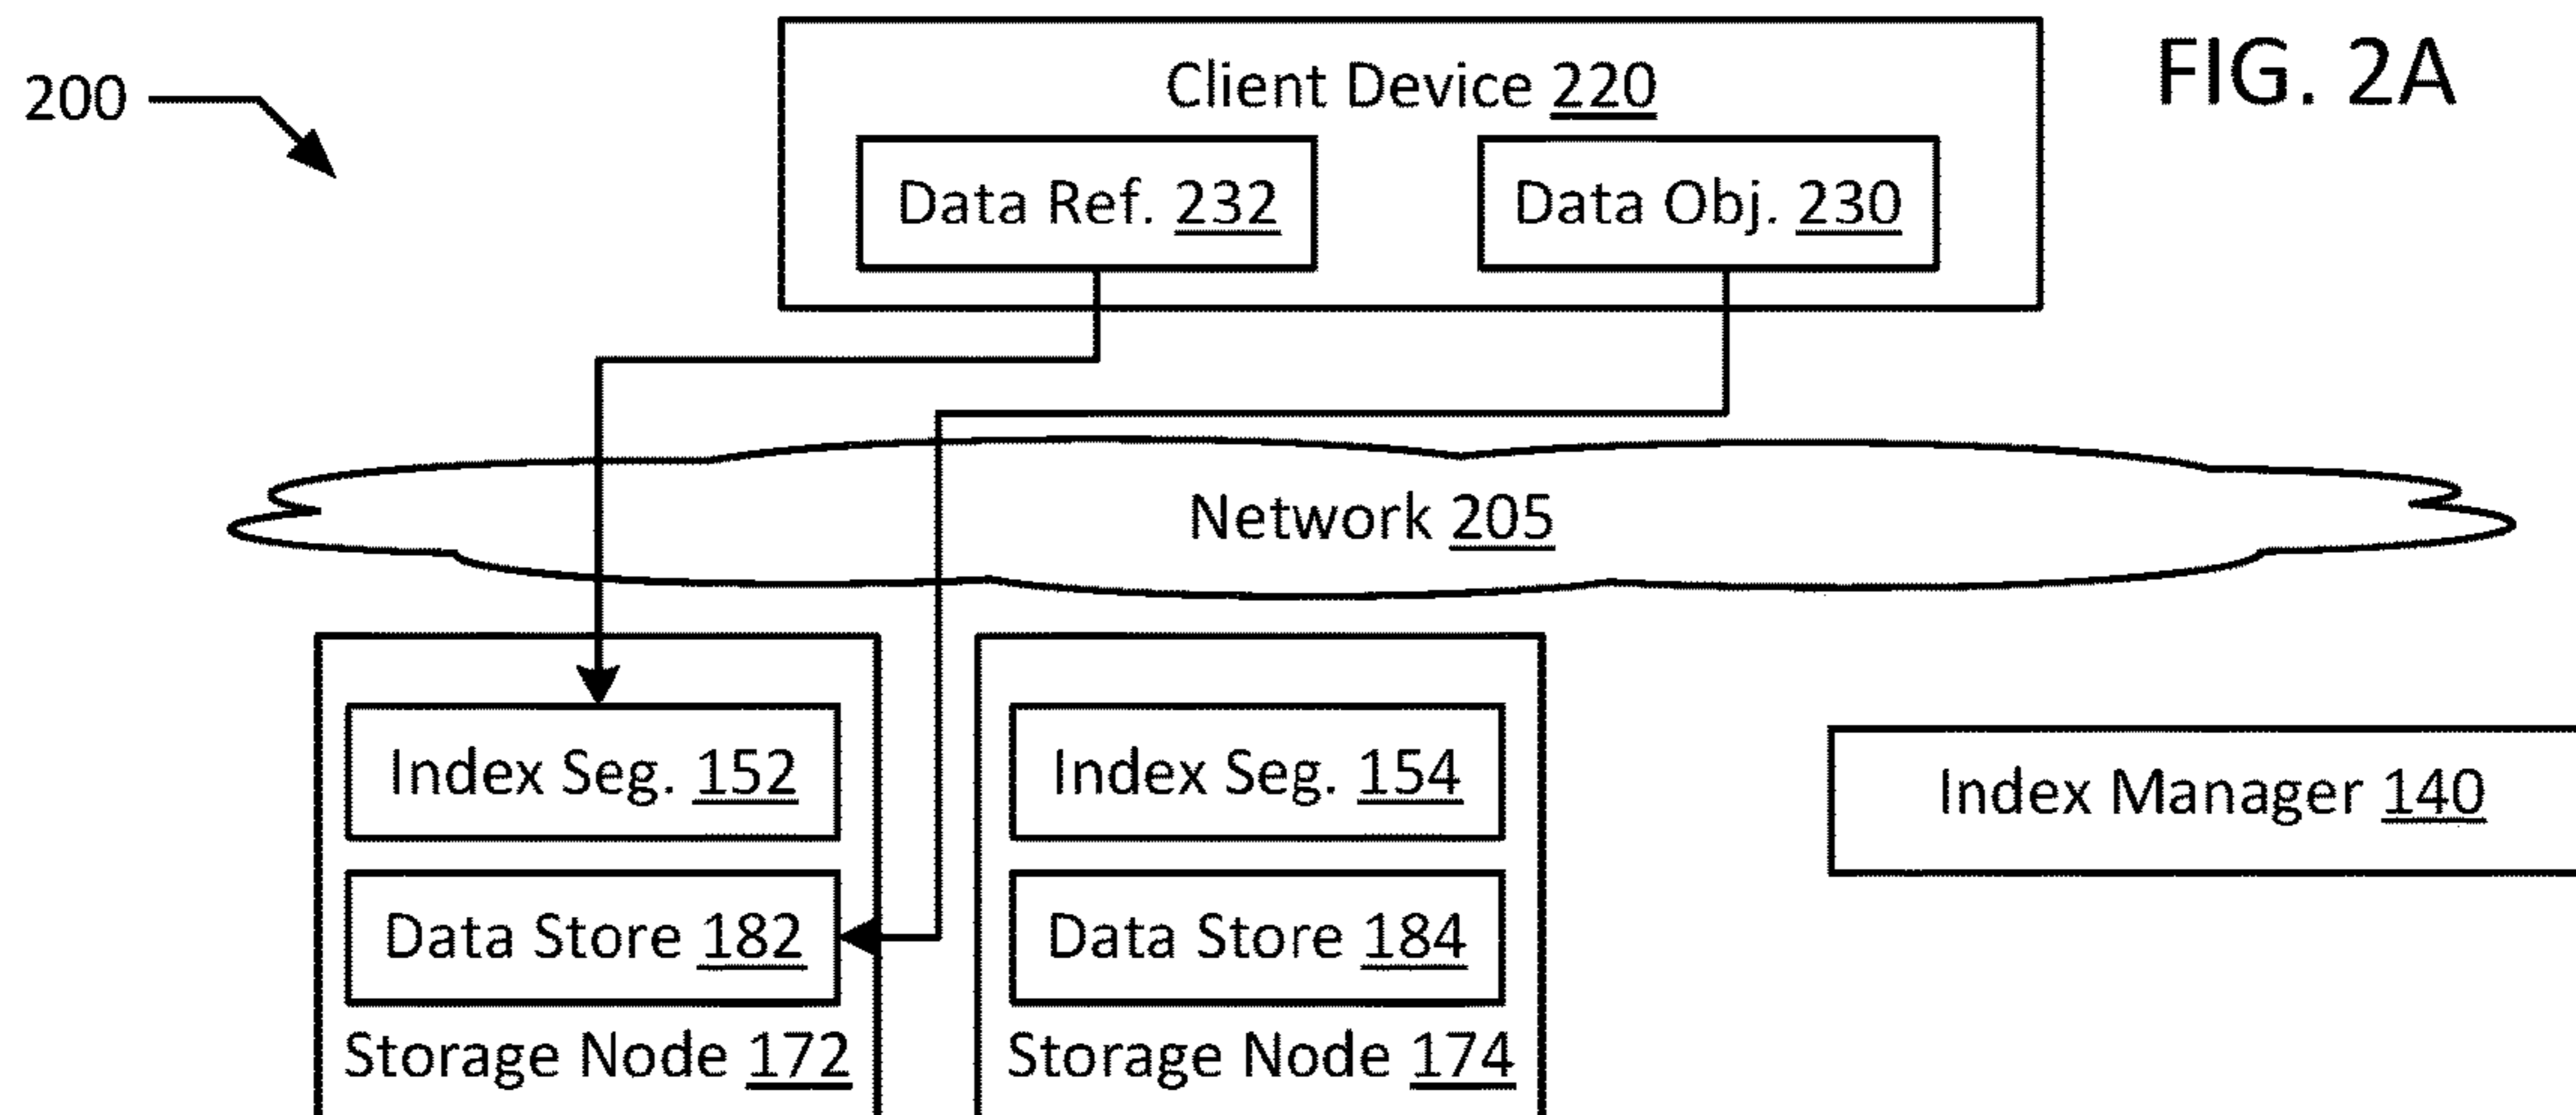 FIG. 2A
200
Client Device 220
Data Ref. 232
Data Obj. 230
Network 205
Index Seg. 152
Index Seg. 154
Index Manager 140
Data Store 182
Data Store 184
Storage Node 172
Storage Node 174